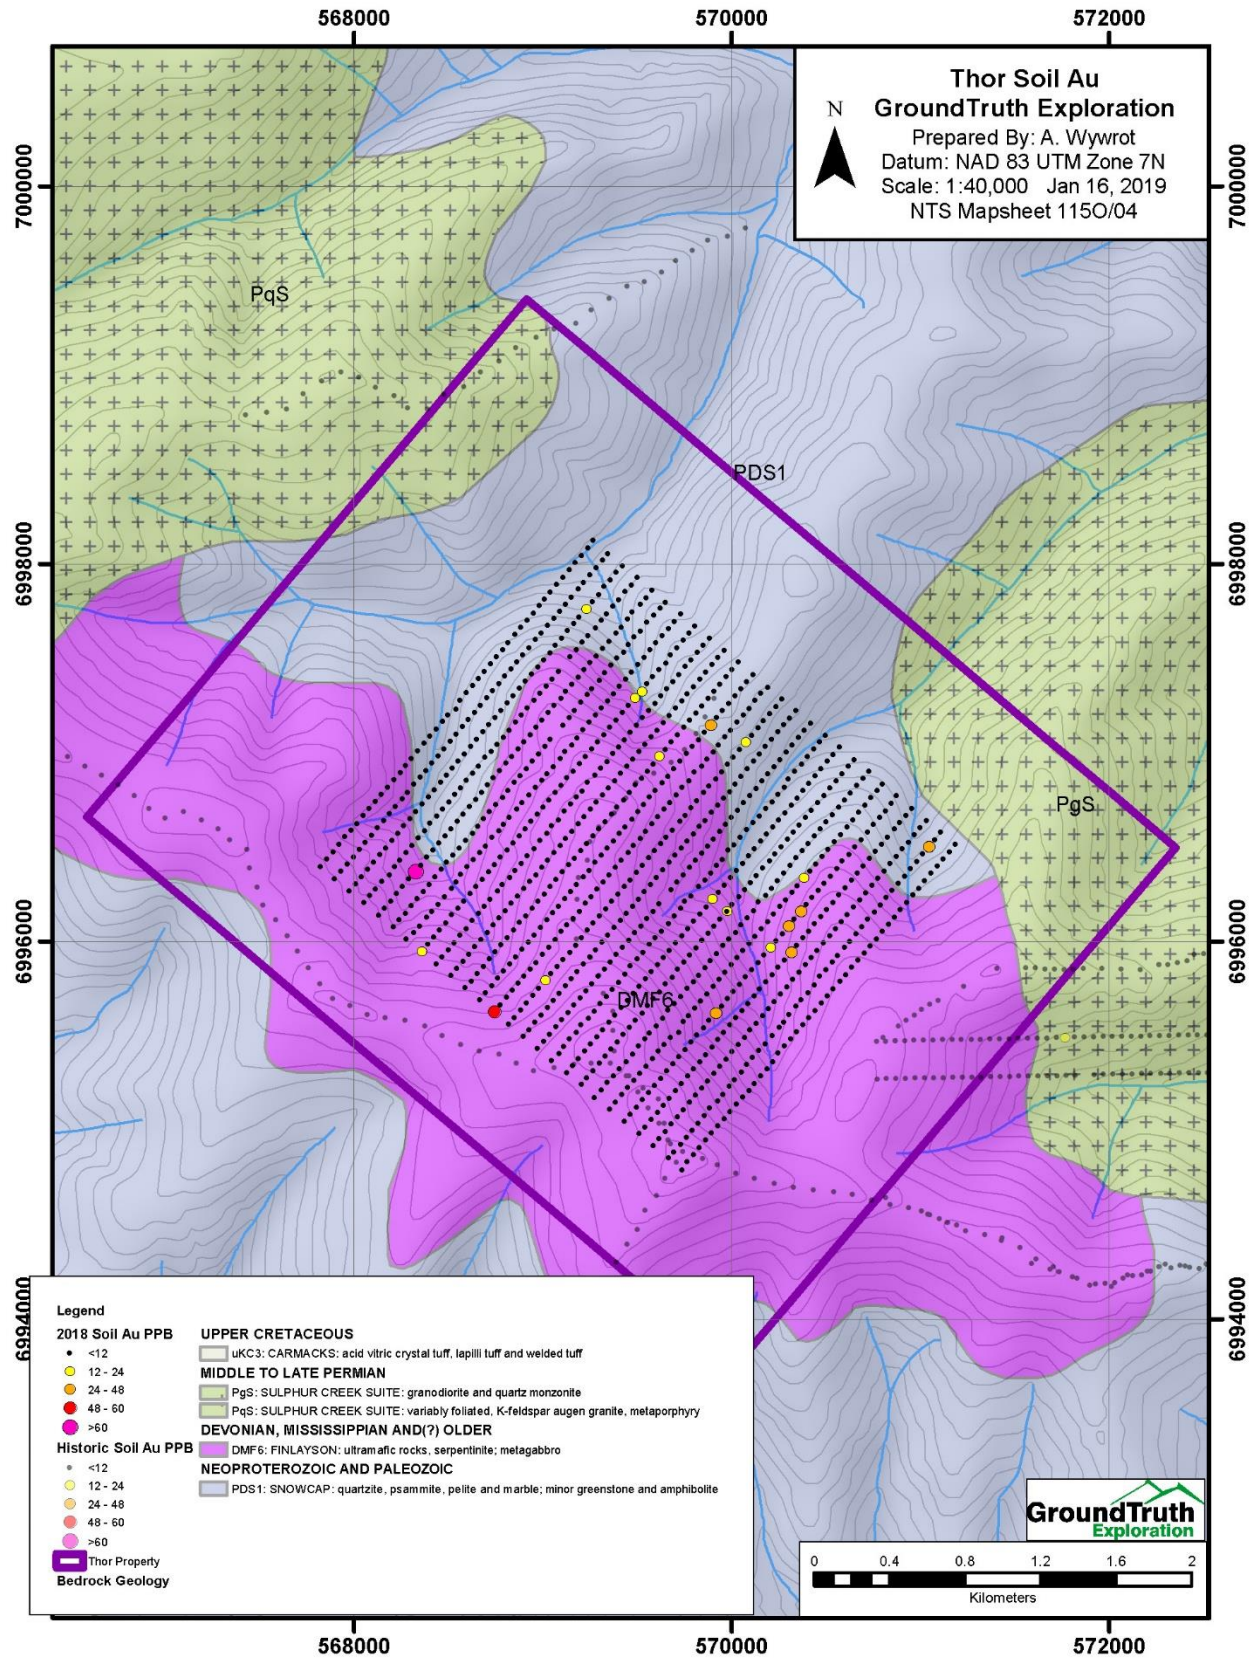 568000
570000
572000
Thor Soil Au
GroundTruth Exploration
Prepared By: A. Wywrot
Datum: NAD 83 UTM Zone 7N
Scale: 1:40,000 Jan 16, 2019
NTS Mapsheet 115O/04
N
7000000
7000000
PqS
PDS1
6998000
6998000
PgS
6996000
6996000
DMF6
6994000
6994000
Legend
2018 Soil Au PPB
<12
12 - 24
24 - 48
48 - 60
>60
Historic Soil Au PPB
<12
12 - 24
24 - 48
48 - 60
>60
Thor Property
Bedrock Geology
UPPER CRETACEOUS
uKC3: CARMACKS: acid vitric crystal tuff, lapilli tuff and welded tuff
MIDDLE TO LATE PERMIAN
PgS: SULPHUR CREEK SUITE: granodiorite and quartz monzonite
PqS: SULPHUR CREEK SUITE: variably foliated, K-feldspar augen granite, metaporphyry
DEVONIAN, MISSISSIPPIAN AND(?) OLDER
DMF6: FINLAYSON: ultramafic rocks, serpentinite; metagabbro
NEOPROTEROZOIC AND PALEOZOIC
PDS1: SNOWCAP: quartzite, psammite, pelite and marble; minor greenstone and amphibolite
GroundTruth
Exploration
0 0.4 0.8 1.2 1.6 2
Kilometers
568000
570000
572000